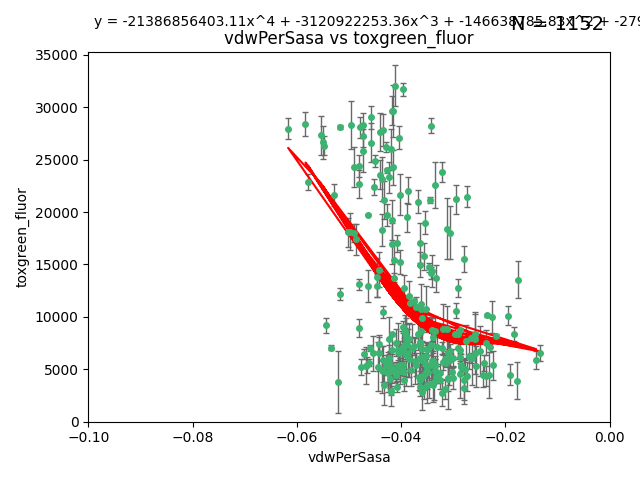 y = -21386856403.11x^4 + -3120922253.36x^3 + -146638785.83x^2 + -279
N = 1152
vdwPerSasa vs toxgreen_fluor
35000
30000
25000
20000
15000
10000
5000
0
toxgreen_fluor
−0.10 −0.08 −0.06 −0.04 −0.02 0.00
vdwPerSasa